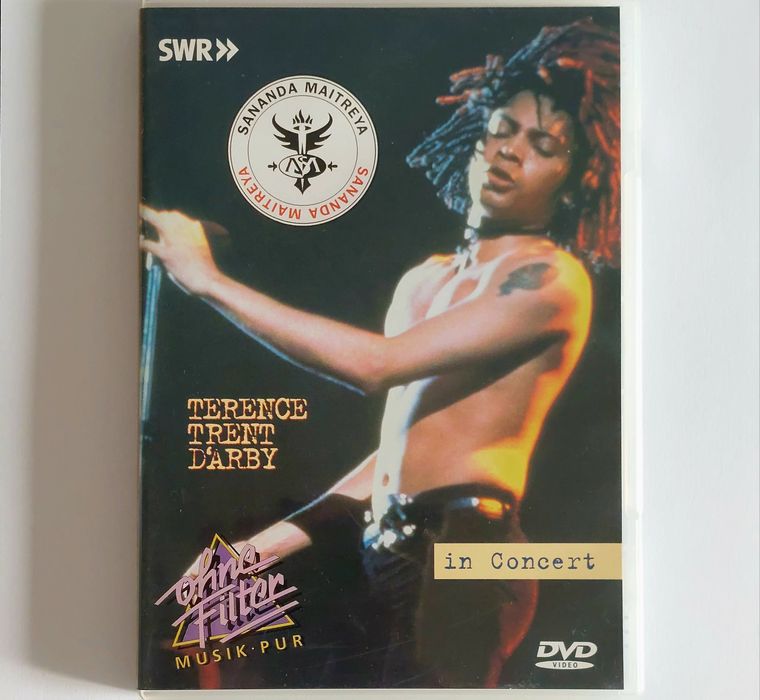 SWR
SANANDA MAITREYA
SANANDA MAITREYA
TERENCE
TRENT
D'ARBY
ohne
Filter
MUSIK · PUR
in Concert
DVD
VIDEO